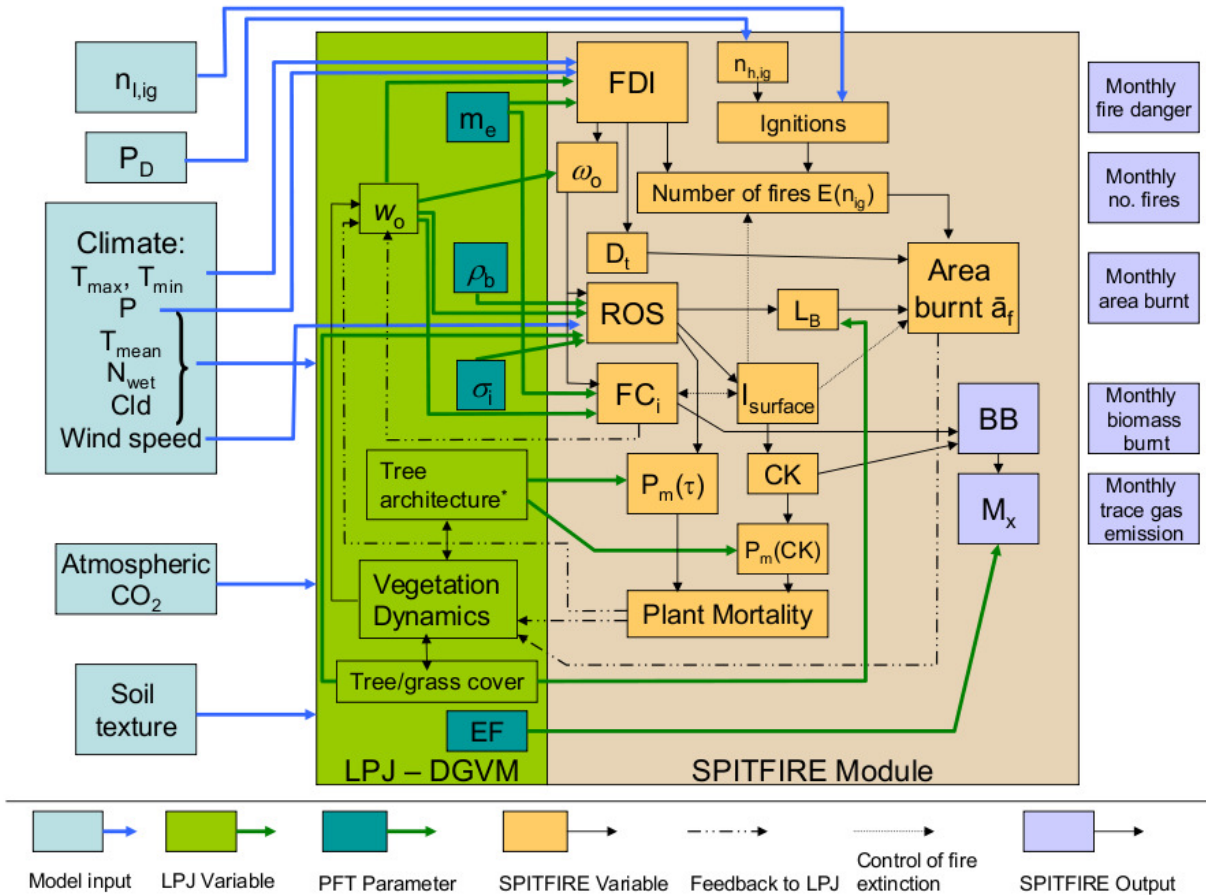 n_l,ig
P_D
Climate:
T_max, T_min
P
T_mean
N_wet
Cld
Wind speed
Atmospheric
CO₂
Soil
texture
m_e
w_o
ρ_b
σ_i
Tree
architecture*
Vegetation
Dynamics
Tree/grass cover
EF
LPJ – DGVM
FDI
n_h,ig
Ignitions
ω_o
Number of fires E(n_ig)
D_t
Area
burnt ā_f
ROS
L_B
FC_i
I_surface
BB
P_m(τ)
CK
M_x
P_m(CK)
Plant Mortality
SPITFIRE Module
Monthly
fire danger
Monthly
no. fires
Monthly
area burnt
Monthly
biomass
burnt
Monthly
trace gas
emission
Model input
LPJ Variable
PFT Parameter
SPITFIRE Variable
Feedback to LPJ
Control of fire
extinction
SPITFIRE Output